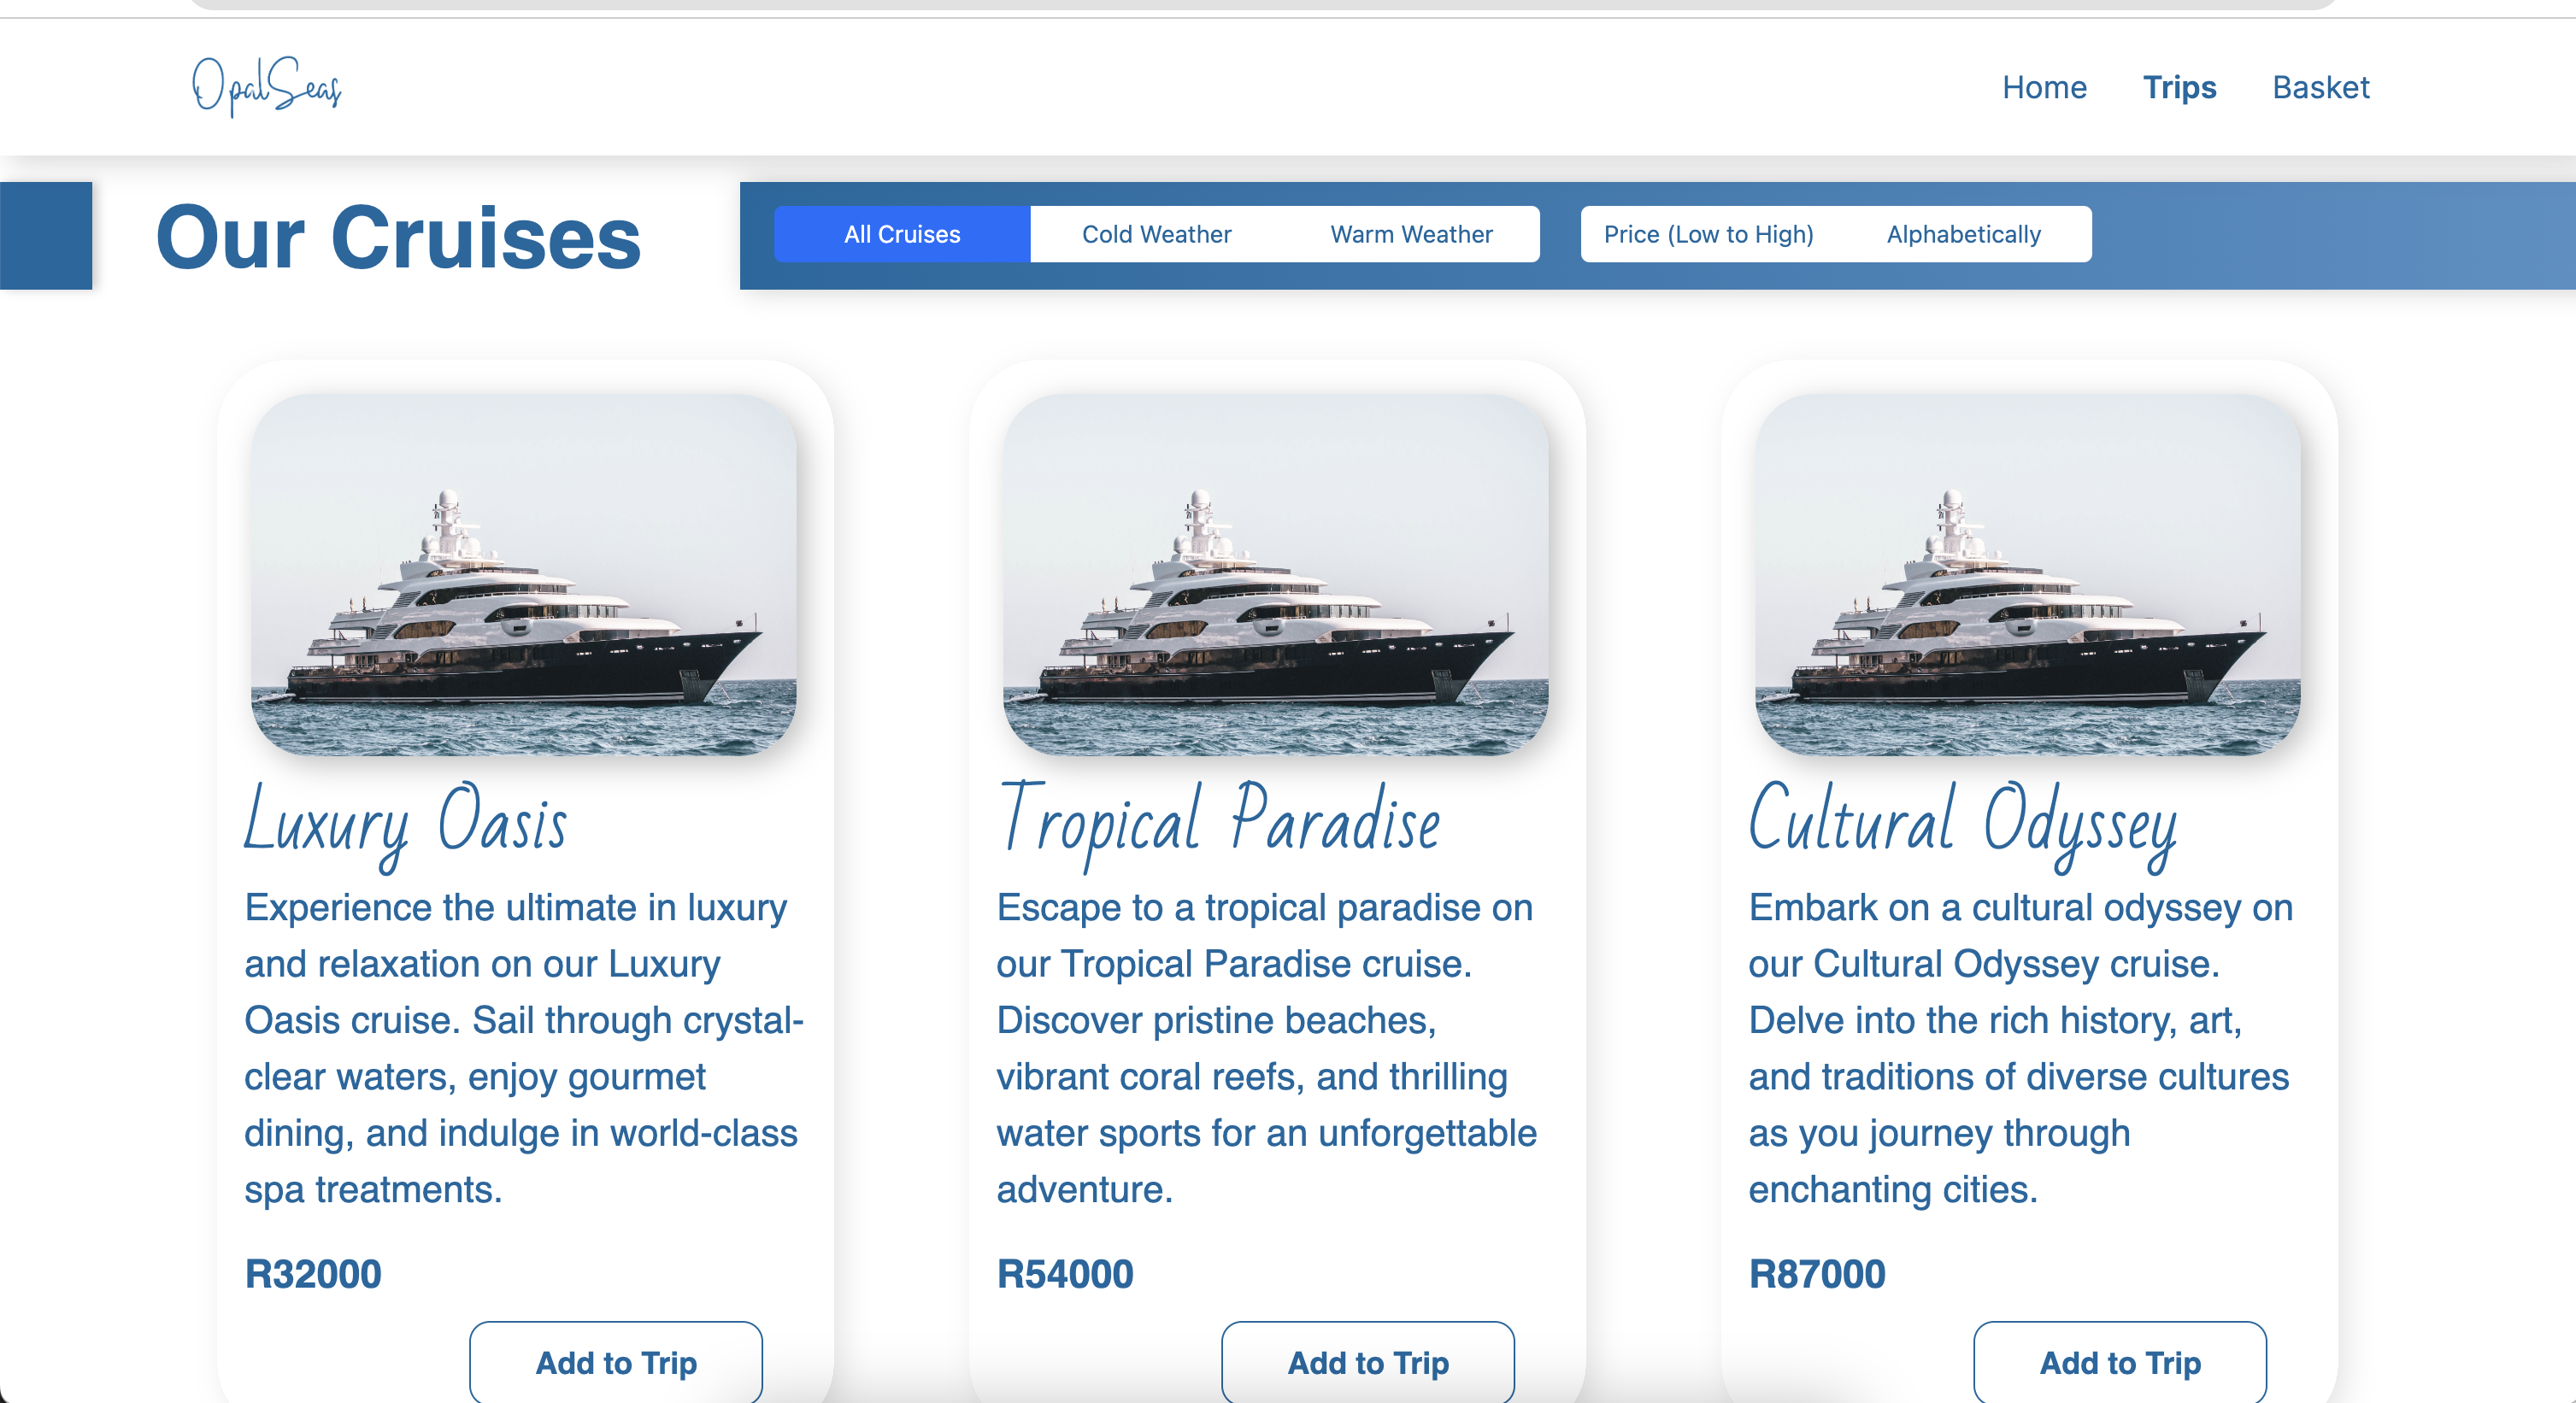 OpalSeas
Home Trips Basket
Our Cruises
All Cruises Cold Weather Warm Weather Price (Low to High) Alphabetically
Luxury Oasis
Experience the ultimate in luxury
and relaxation on our Luxury
Oasis cruise. Sail through crystal-
clear waters, enjoy gourmet
dining, and indulge in world-class
spa treatments.
R32000
Add to Trip
Tropical Paradise
Escape to a tropical paradise on
our Tropical Paradise cruise.
Discover pristine beaches,
vibrant coral reefs, and thrilling
water sports for an unforgettable
adventure.
R54000
Add to Trip
Cultural Odyssey
Embark on a cultural odyssey on
our Cultural Odyssey cruise.
Delve into the rich history, art,
and traditions of diverse cultures
as you journey through
enchanting cities.
R87000
Add to Trip